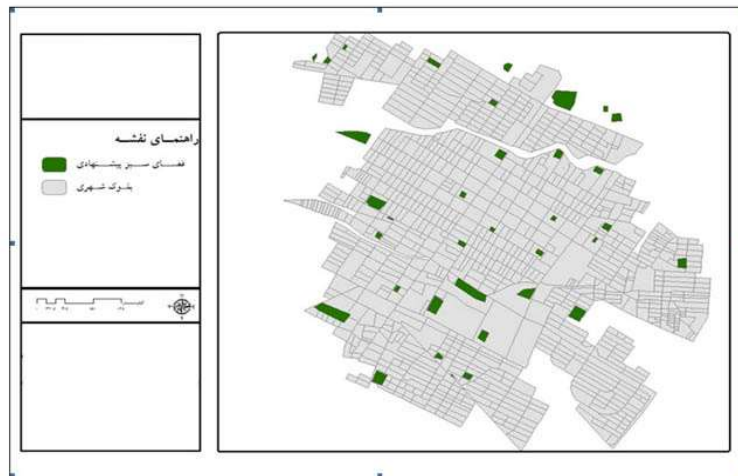 راهنمای نقشه
فضای سبز پیشنهادی
بلوک شهری